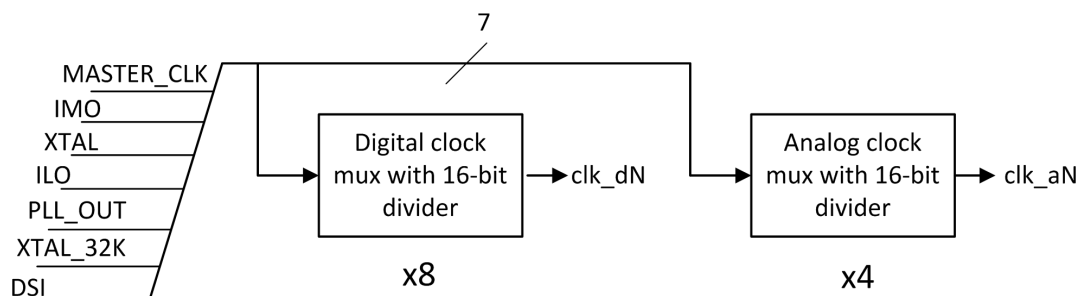 7
MASTER_CLK
IMO
XTAL
ILO
PLL_OUT
XTAL_32K
DSI
Digital clock
mux with 16-bit
divider
clk_dN
x8
Analog clock
mux with 16-bit
divider
clk_aN
x4